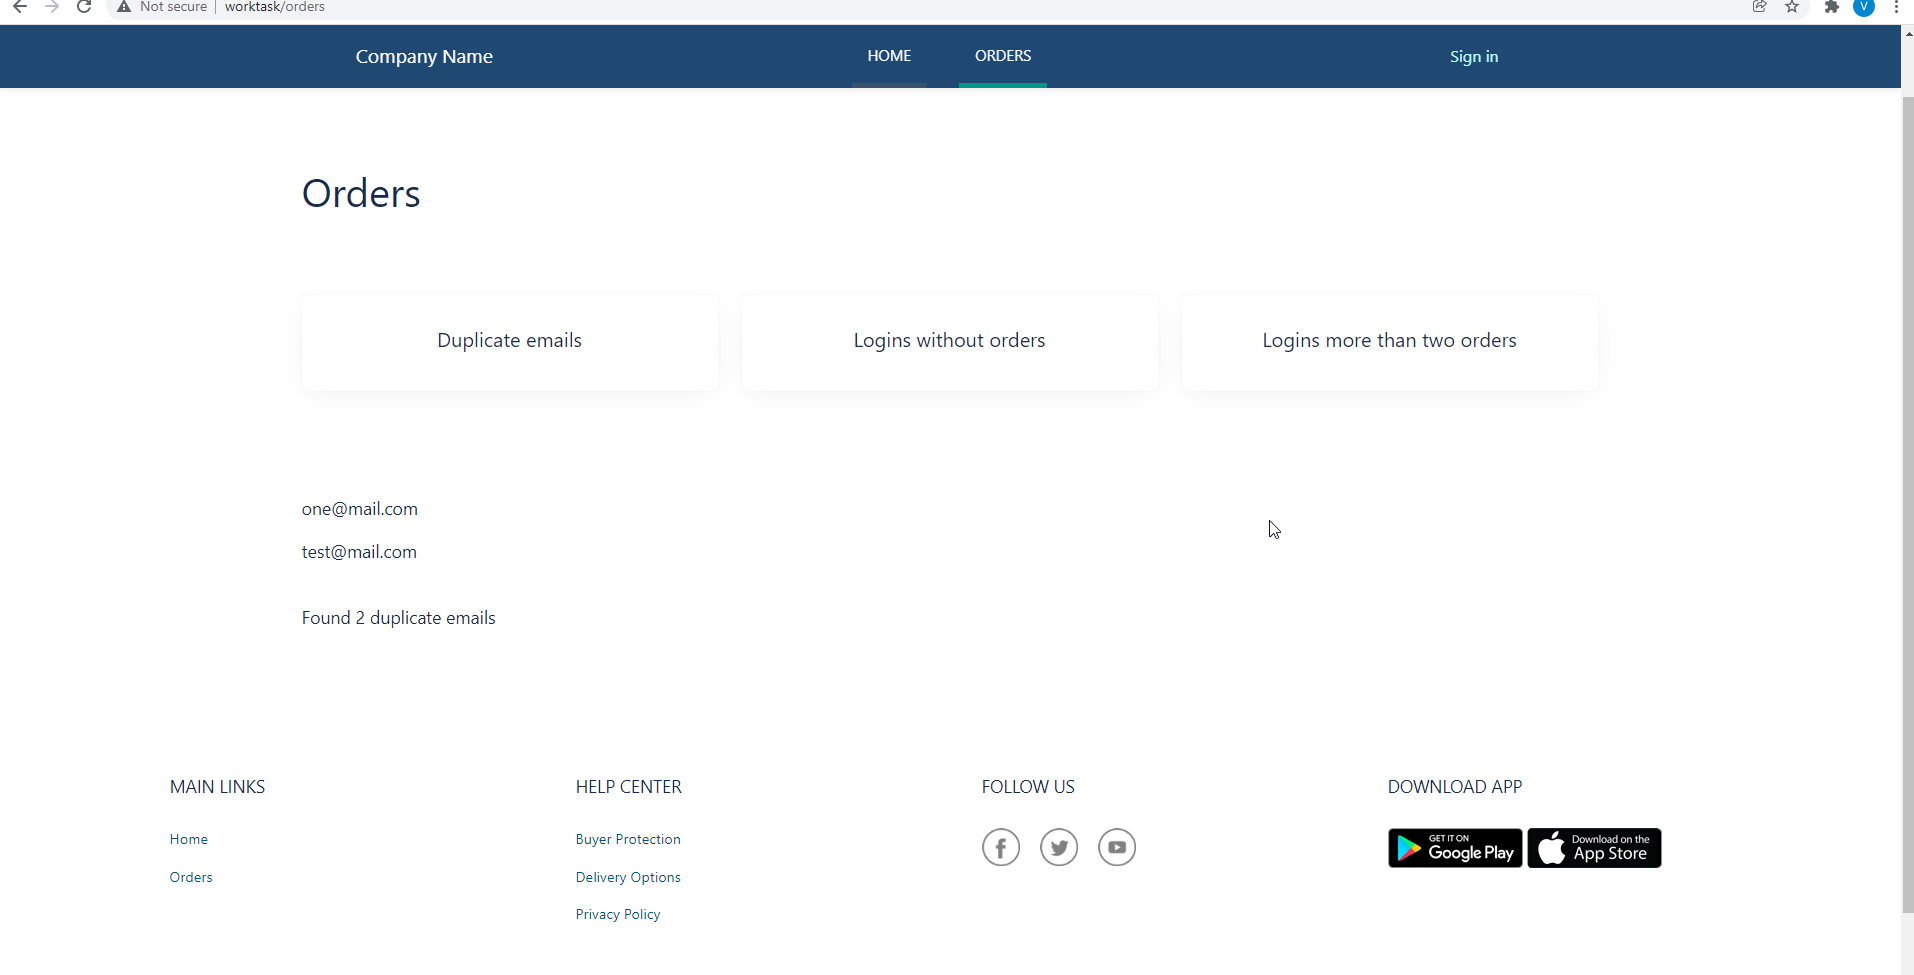 Not secure | worktask/orders
V
Company Name
HOME
ORDERS
Sign in
Orders
Duplicate emails
Logins without orders
Logins more than two orders
one@mail.com
test@mail.com
Found 2 duplicate emails
MAIN LINKS
Home
Orders
HELP CENTER
Buyer Protection
Delivery Options
Privacy Policy
FOLLOW US
DOWNLOAD APP
GET IT ON
Google Play
Download on the
App Store